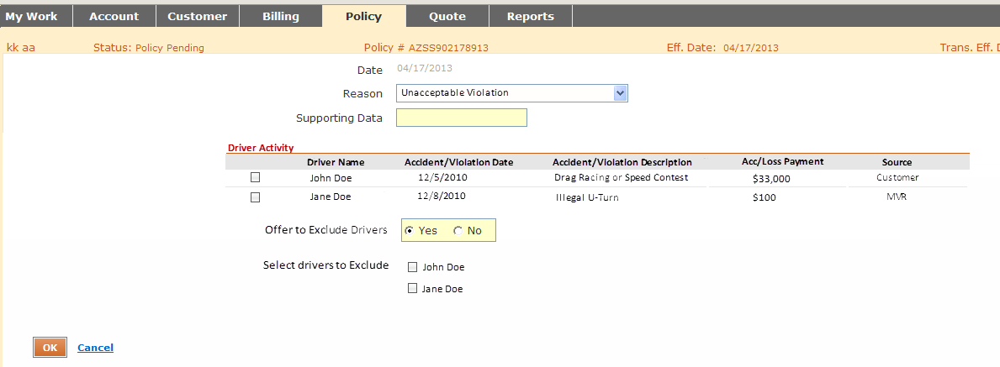 My Work Account Customer Billing Policy Quote Reports
kk aa Status: Policy Pending Policy # AZSS902178913 Eff. Date: 04/17/2013 Trans. Eff.
Date 04/17/2013
Reason Unacceptable Violation
Supporting Data
Driver Activity
Driver Name Accident/Violation Date Accident/Violation Description Acc/Loss Payment Source
John Doe 12/5/2010 Drag Racing or Speed Contest $33,000 Customer
Jane Doe 12/8/2010 Illegal U-Turn $100 MVR
Offer to Exclude Drivers Yes No
Select drivers to Exclude John Doe
Jane Doe
OK Cancel